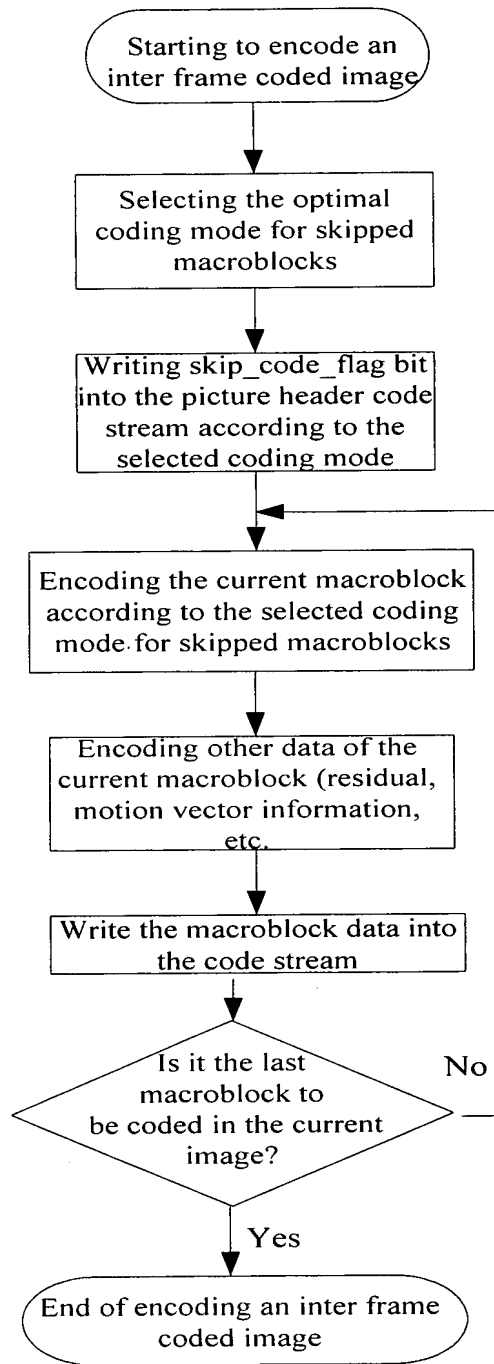 Starting to encode an
inter frame coded image
Selecting the optimal
coding mode for skipped
macroblocks
Writing skip_code_flag bit
into the picture header code
stream according to the
selected coding mode
Encoding the current macroblock
according to the selected coding
mode for skipped macroblocks
Encoding other data of the
current macroblock (residual,
motion vector information,
etc.
Write the macroblock data into
the code stream
Is it the last
macroblock to
be coded in the current
image?
No
Yes
End of encoding an inter frame
coded image